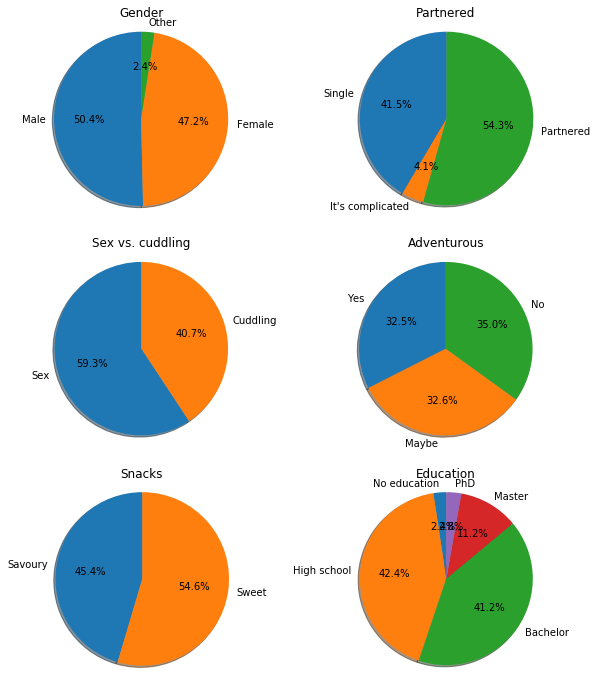 Gender
Other
2.4%
Male
50.4%
47.2%
Female
Partnered
Single
41.5%
54.3%
Partnered
4.1%
It's complicated
Sex vs. cuddling
Cuddling
40.7%
59.3%
Sex
Adventurous
Yes
No
32.5%
35.0%
32.6%
Maybe
Snacks
Savoury
45.4%
54.6%
Sweet
Education
No education
PhD
Master
11.2%
High school
42.4%
41.2%
Bachelor